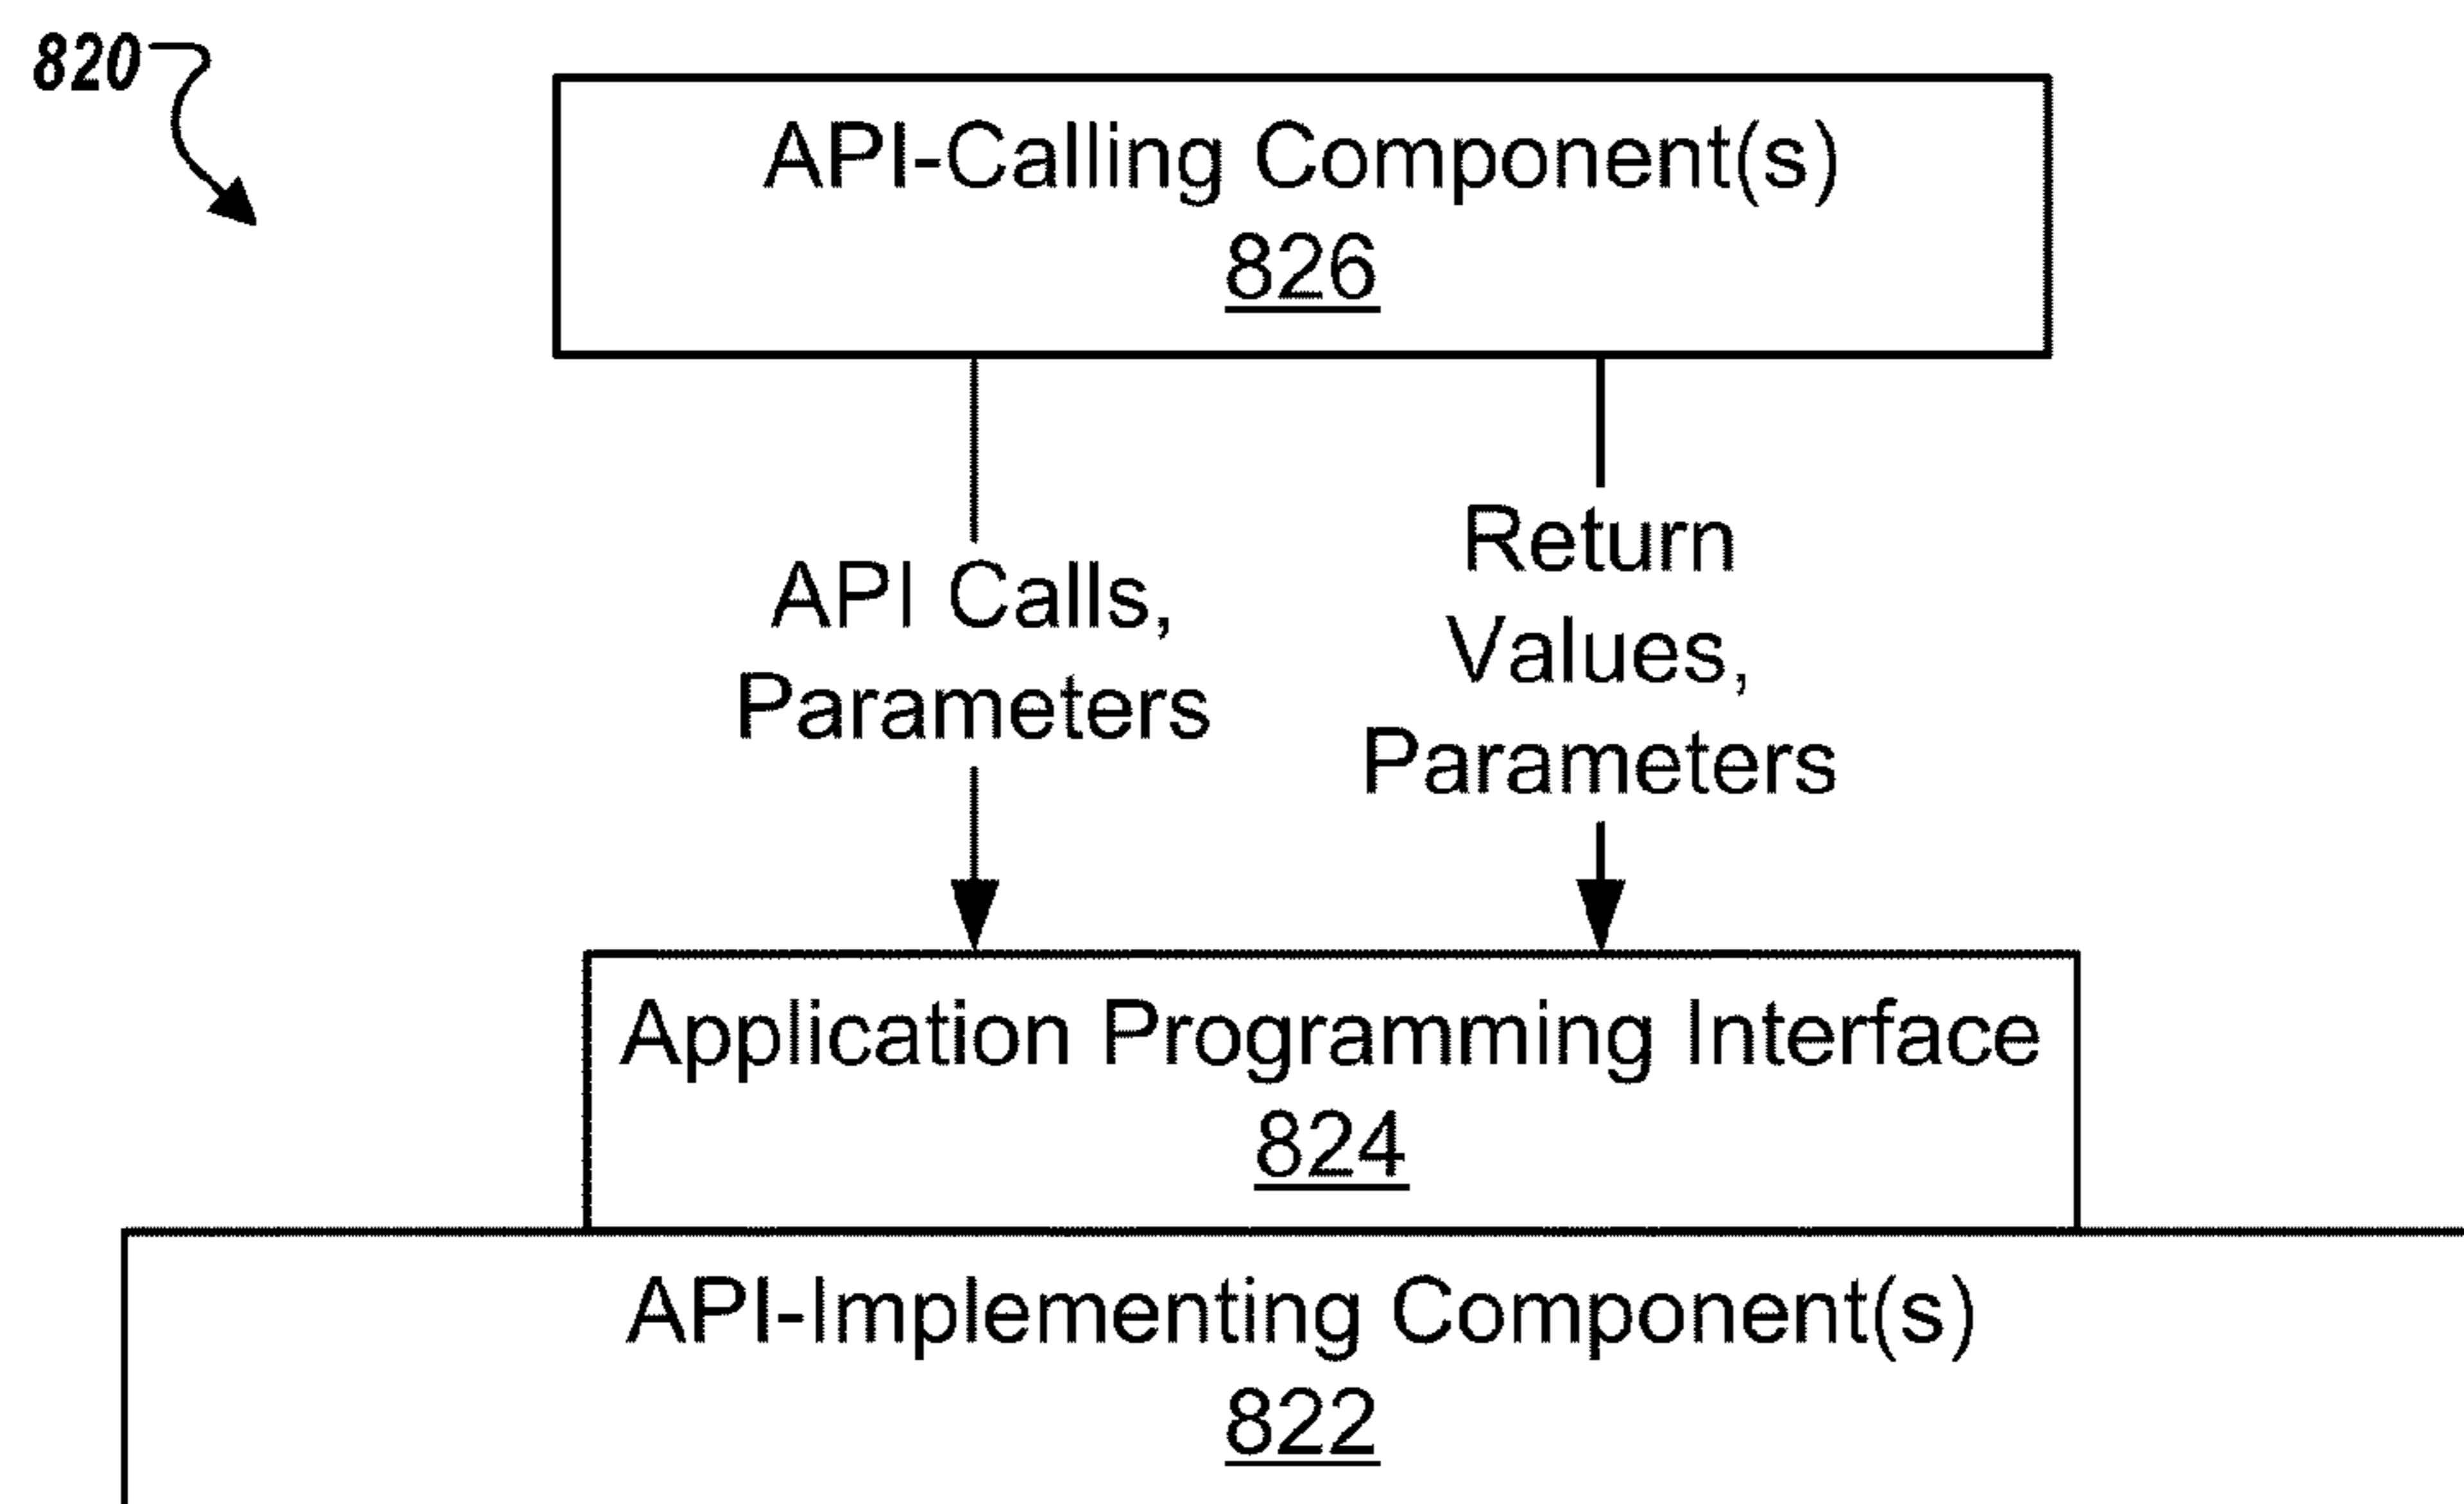 820
API-Calling Component(s)
826
API Calls,
Parameters
Return
Values,
Parameters
Application Programming Interface
824
API-Implementing Component(s)
822